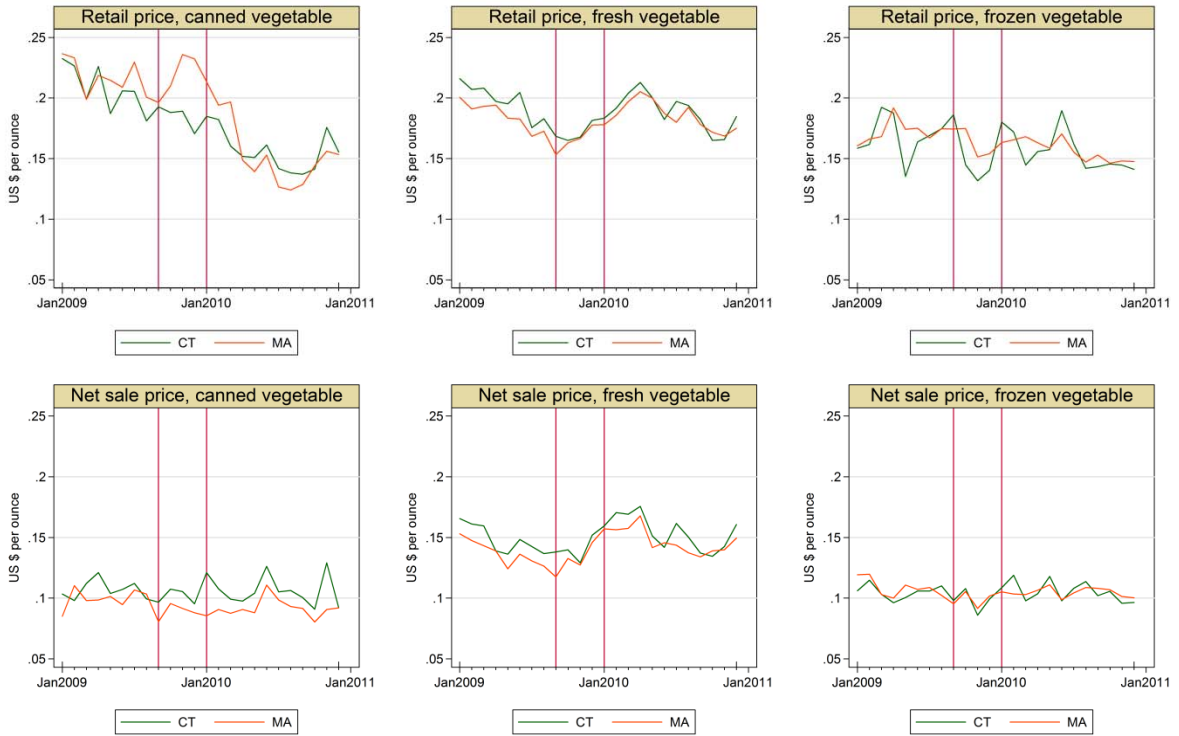 Retail price, canned vegetable
US $ per ounce
.25
.2
.15
.1
.05
Jan2009 Jan2010 Jan2011
CT MA
Retail price, fresh vegetable
US $ per ounce
.25
.2
.15
.1
.05
Jan2009 Jan2010 Jan2011
CT MA
Retail price, frozen vegetable
US $ per ounce
.25
.2
.15
.1
.05
Jan2009 Jan2010 Jan2011
CT MA
Net sale price, canned vegetable
US $ per ounce
.25
.2
.15
.1
.05
Jan2009 Jan2010 Jan2011
CT MA
Net sale price, fresh vegetable
US $ per ounce
.25
.2
.15
.1
.05
Jan2009 Jan2010 Jan2011
CT MA
Net sale price, frozen vegetable
US $ per ounce
.25
.2
.15
.1
.05
Jan2009 Jan2010 Jan2011
CT MA